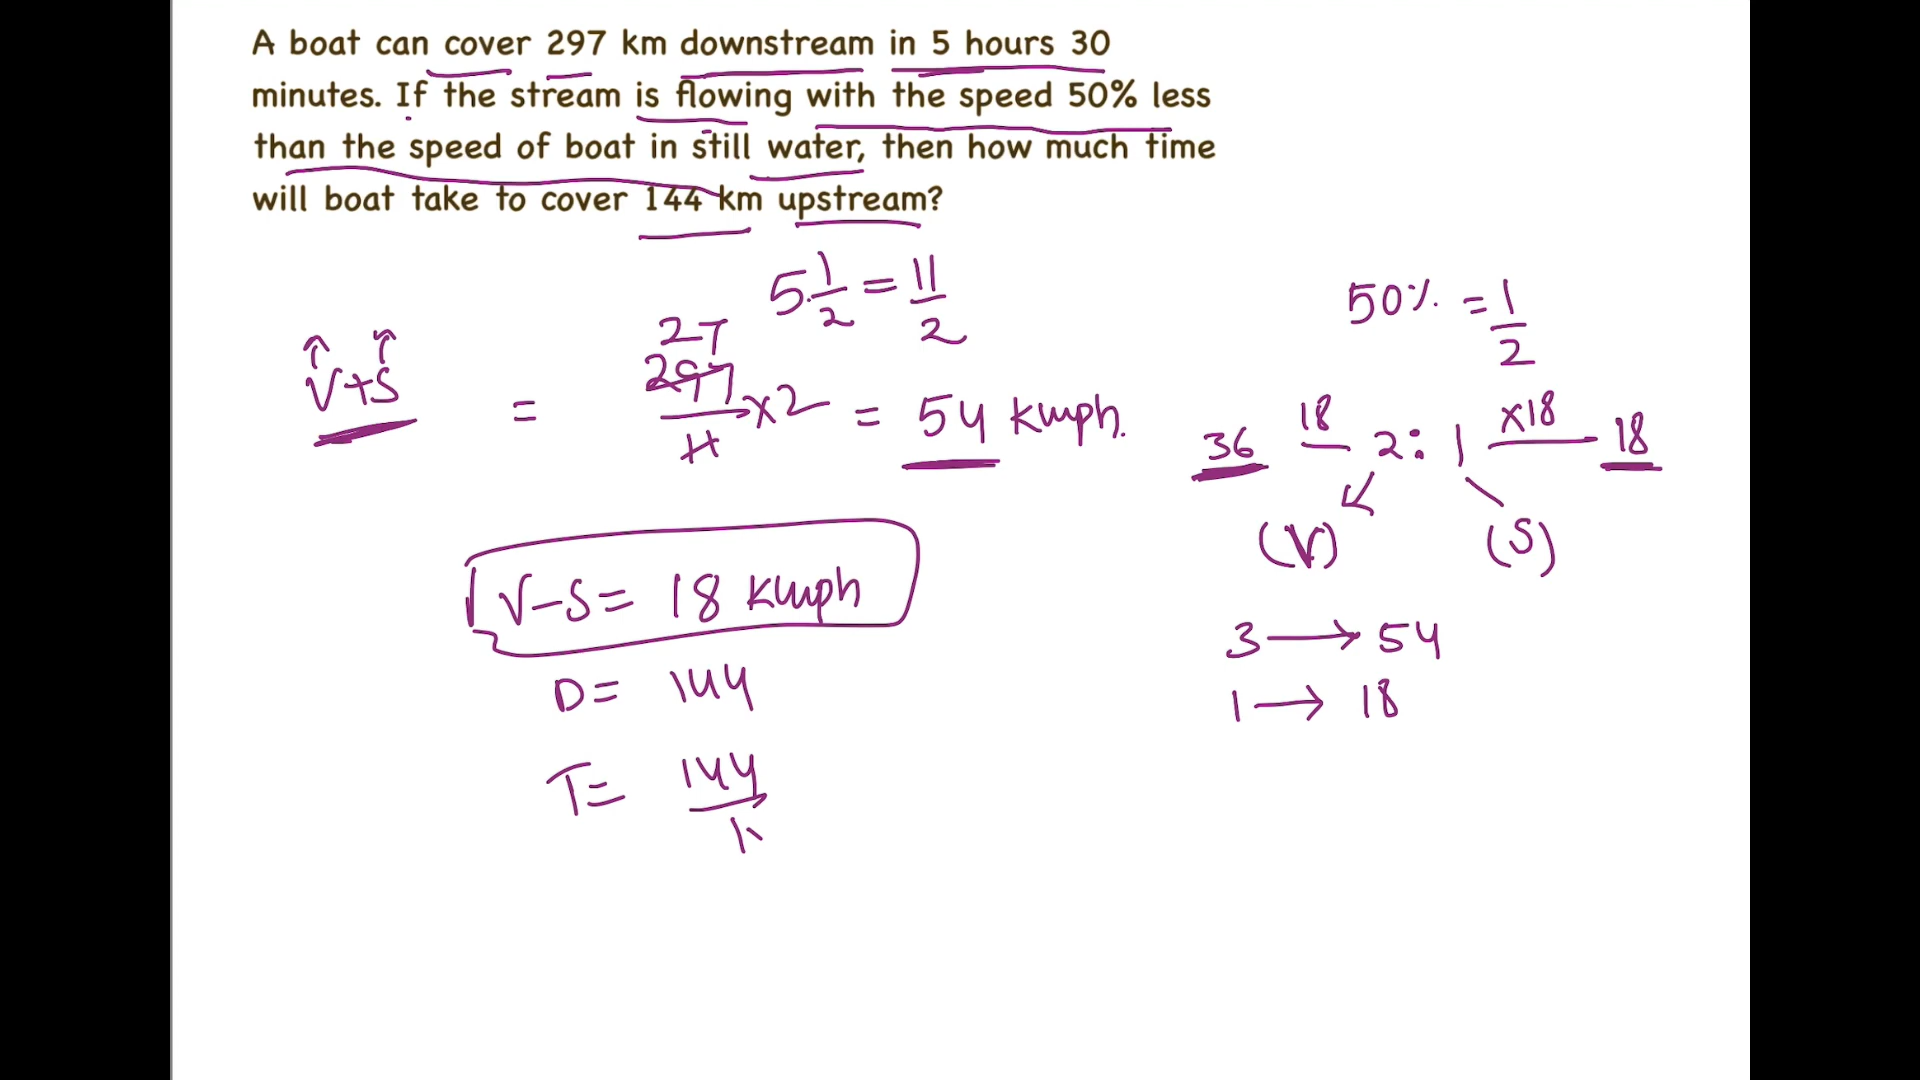 A boat can cover 297 km downstream in 5 hours 30
minutes. If the stream is flowing with the speed 50% less
than the speed of boat in still water, then how much time
will boat take to cover 144 km upstream?
5 1/2 = 11/2
50% = 1/2
27
V+S = 297/11 x2 = 54 kmph.
36 18 2:1 x18 18
(V) (S)
V-S = 18 kmph
3 → 54
D = 144
1 → 18
T = 144/